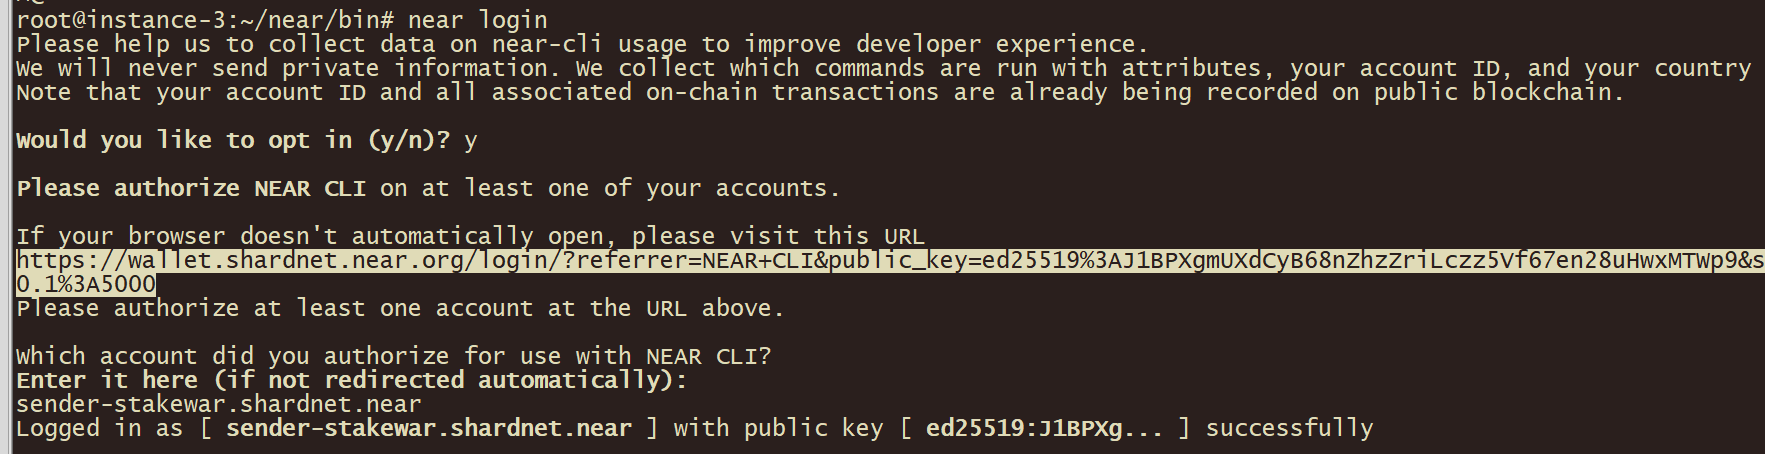 root@instance-3:~/near/bin# near login
Please help us to collect data on near-cli usage to improve developer experience.
We will never send private information. We collect which commands are run with attributes, your account ID, and your country
Note that your account ID and all associated on-chain transactions are already being recorded on public blockchain.
Would you like to opt in (y/n)? y
Please authorize NEAR CLI on at least one of your accounts.
If your browser doesn't automatically open, please visit this URL
https://wallet.shardnet.near.org/login/?referrer=NEAR+CLI&public_key=ed25519%3AJ1BPXgmUXdCyB68nZhzZriLczz5Vf67en28uHwxMTWp9&s
0.1%3A5000
Please authorize at least one account at the URL above.
Which account did you authorize for use with NEAR CLI?
Enter it here (if not redirected automatically):
sender-stakewar.shardnet.near
Logged in as [ sender-stakewar.shardnet.near ] with public key [ ed25519:J1BPXg... ] successfully